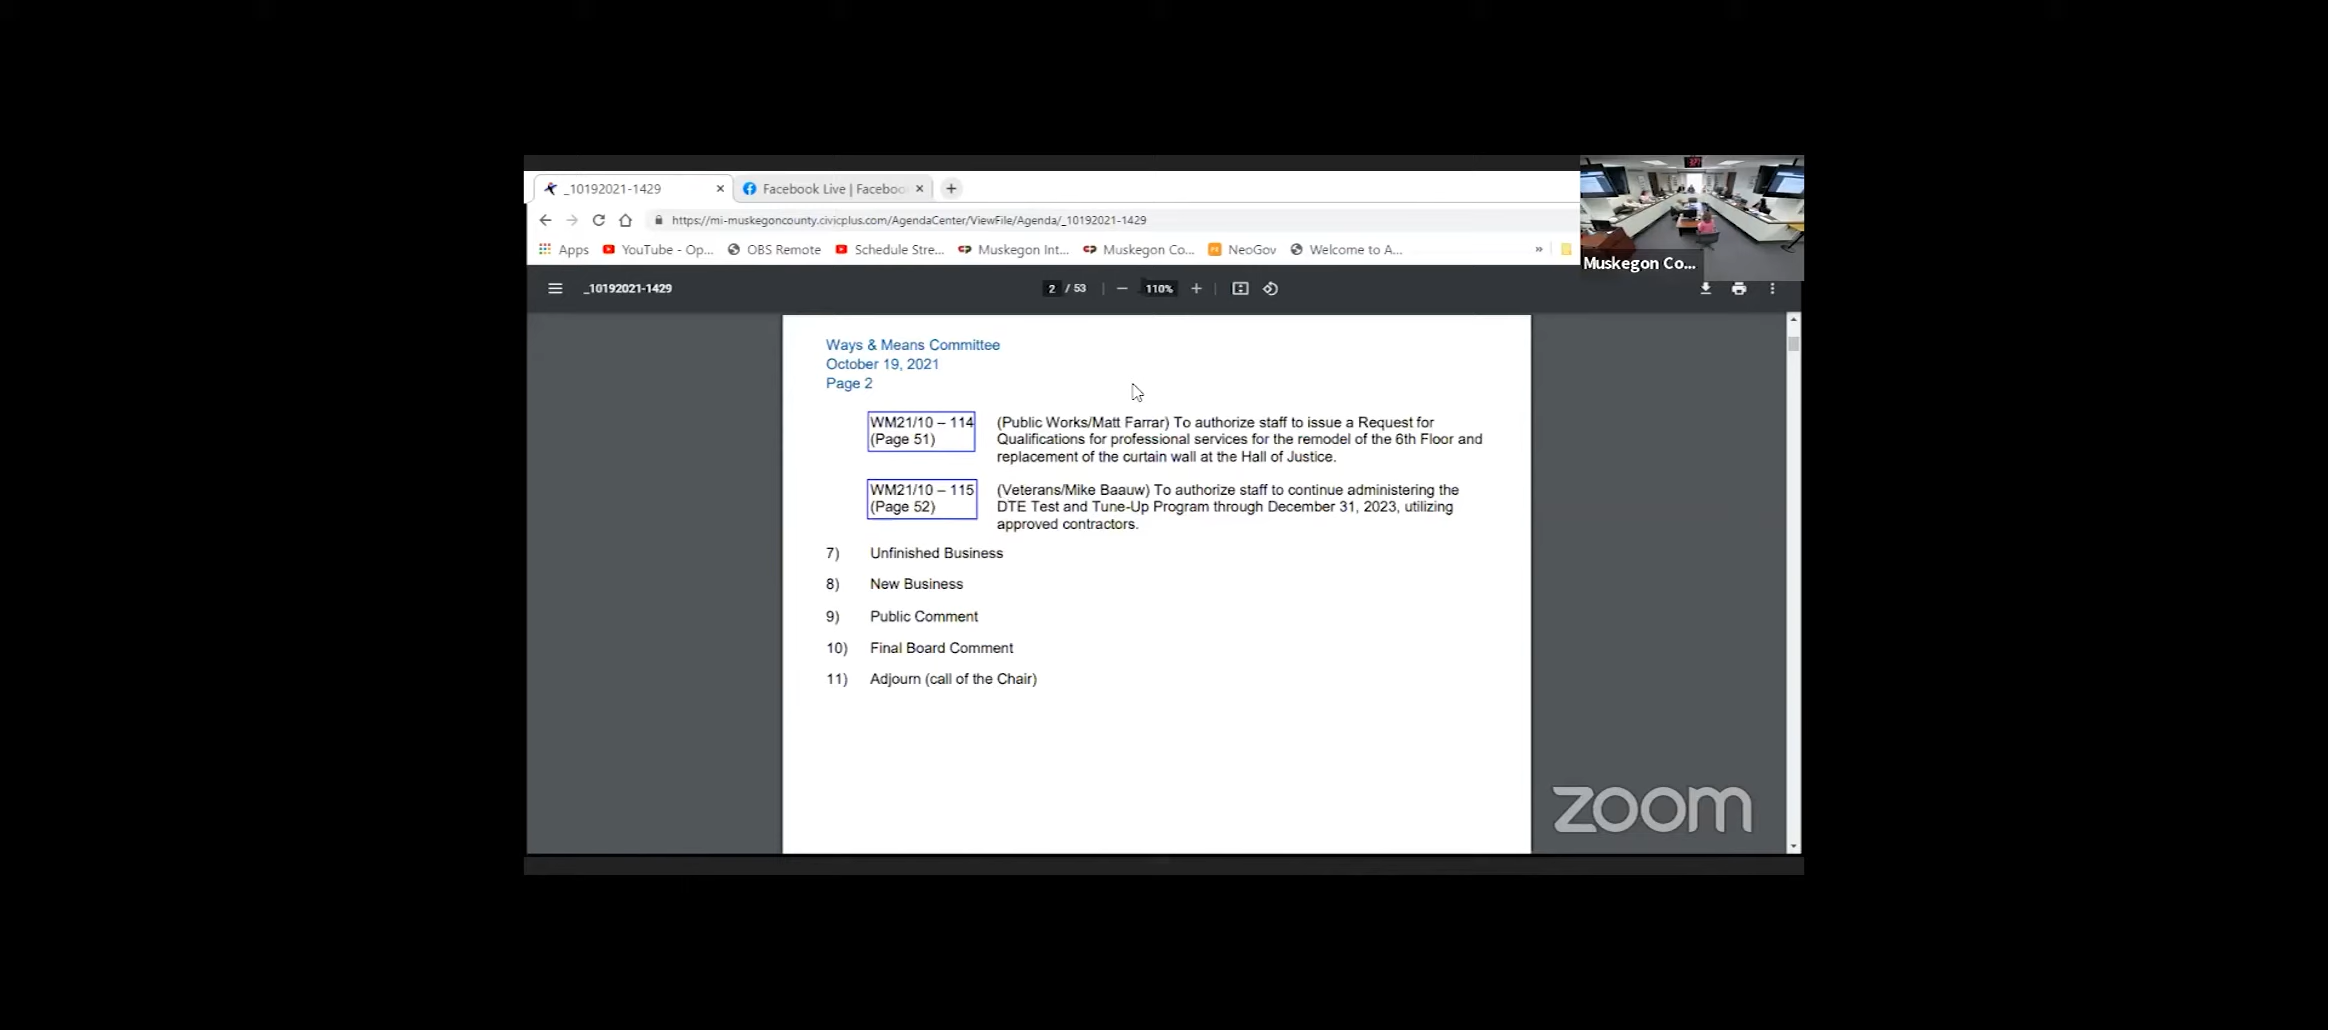 _10192021-1429
Facebook Live | Faceboo
https://mi-muskegoncounty.civicplus.com/AgendaCenter/ViewFile/Agenda/_10192021-1429
Apps YouTube - Op... OBS Remote Schedule Stre... Muskegon Int... Muskegon Co... NeoGov Welcome to A... »
Muskegon Co...
_10192021-1429 2 / 53 110%
Ways & Means Committee
October 19, 2021
Page 2
WM21/10 – 114 (Public Works/Matt Farrar) To authorize staff to issue a Request for
(Page 51) Qualifications for professional services for the remodel of the 6th Floor and
replacement of the curtain wall at the Hall of Justice.
WM21/10 – 115 (Veterans/Mike Baauw) To authorize staff to continue administering the
(Page 52) DTE Test and Tune-Up Program through December 31, 2023, utilizing
approved contractors.
7) Unfinished Business
8) New Business
9) Public Comment
10) Final Board Comment
11) Adjourn (call of the Chair)
zoom